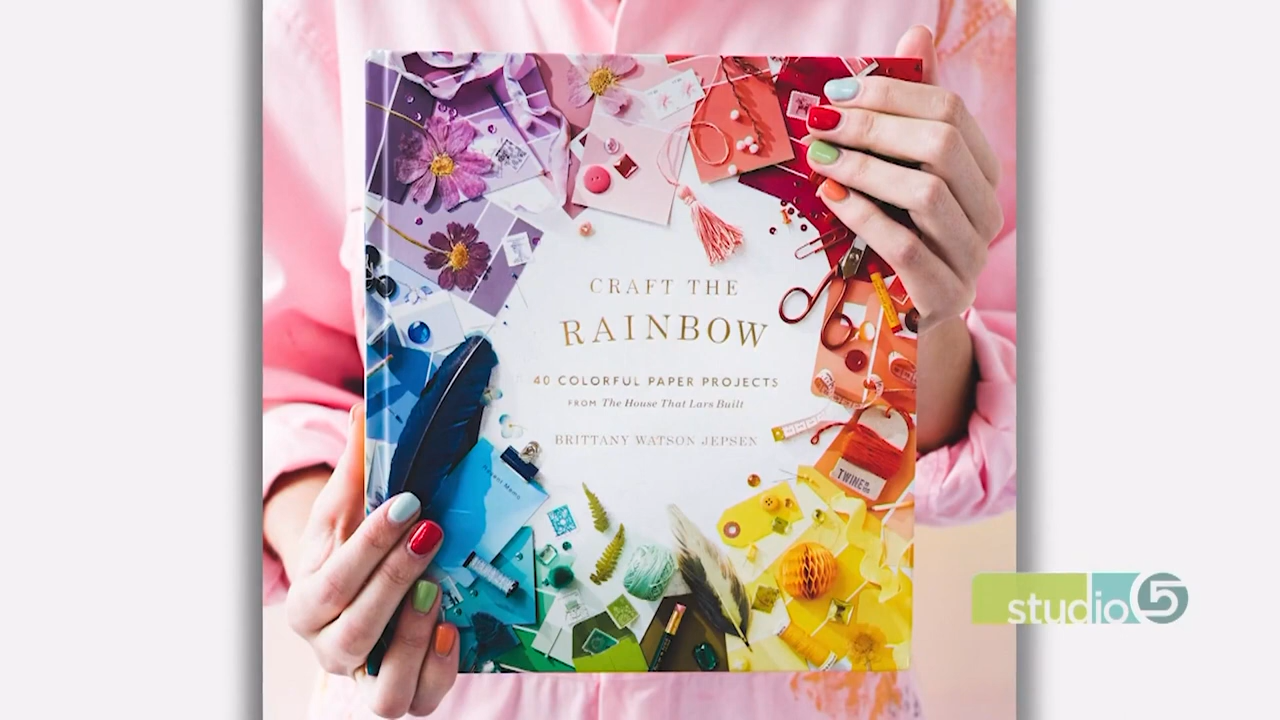 CRAFT THE
RAINBOW
40 COLORFUL PAPER PROJECTS
FROM The House That Lars Built
BRITTANY WATSON JEPSEN
TWINE
studio5